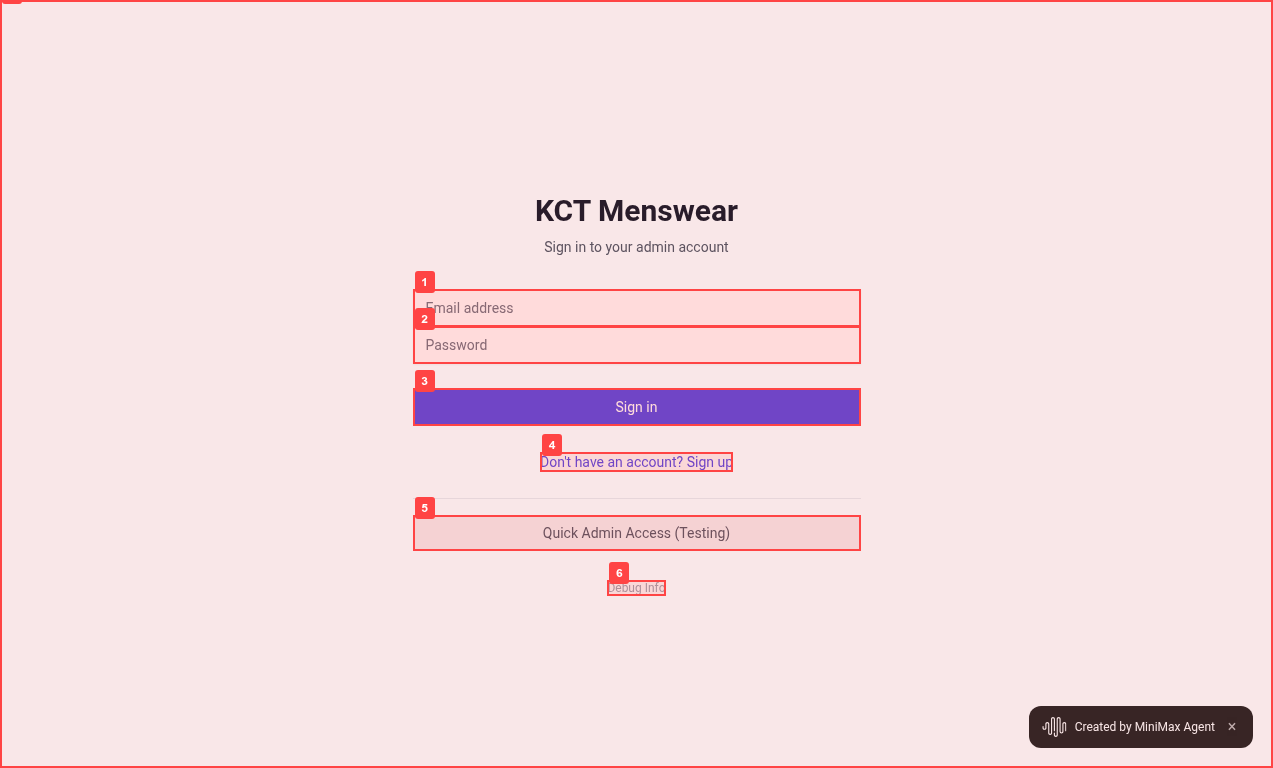 KCT Menswear
Sign in to your admin account
1
Email address
2
Password
3
Sign in
4
Don't have an account? Sign up
5
Quick Admin Access (Testing)
6
Debug Info
Created by MiniMax Agent ×